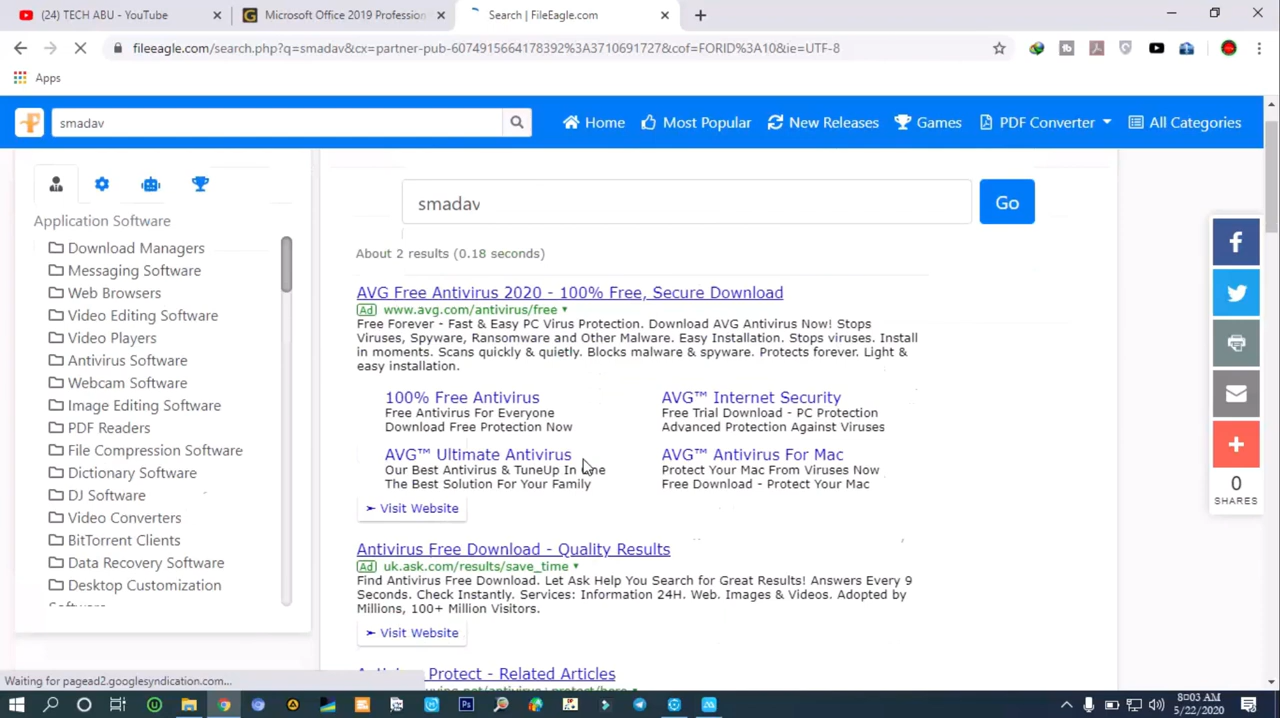 (24) TECH ABU - YouTube
Microsoft Office 2019 Profession
Search | FileEagle.com
fileeagle.com/search.php?q=smadav&cx=partner-pub-6074915664178392%3A3710691727&cof=FORID%3A10&ie=UTF-8
Apps
smadav
Home
Most Popular
New Releases
Games
PDF Converter
All Categories
Application Software
Download Managers
Messaging Software
Web Browsers
Video Editing Software
Video Players
Antivirus Software
Webcam Software
Image Editing Software
PDF Readers
File Compression Software
Dictionary Software
DJ Software
Video Converters
BitTorrent Clients
Data Recovery Software
Desktop Customization
Software
smadav
Go
About 2 results (0.18 seconds)
AVG Free Antivirus 2020 - 100% Free, Secure Download
Ad www.avg.com/antivirus/free
Free Forever - Fast & Easy PC Virus Protection. Download AVG Antivirus Now! Stops
Viruses, Spyware, Ransomware and Other Malware. Easy Installation. Stops viruses. Install
in moments. Scans quickly & quietly. Blocks malware & spyware. Protects forever. Light &
easy installation.
100% Free Antivirus
Free Antivirus For Everyone
Download Free Protection Now
AVG™ Internet Security
Free Trial Download - PC Protection
Advanced Protection Against Viruses
AVG™ Ultimate Antivirus
Our Best Antivirus & TuneUp In One
The Best Solution For Your Family
AVG™ Antivirus For Mac
Protect Your Mac From Viruses Now
Free Download - Protect Your Mac
➤ Visit Website
Antivirus Free Download - Quality Results
Ad uk.ask.com/results/save_time
Find Antivirus Free Download. Let Ask Help You Search for Great Results! Answers Every 9
Seconds. Check Instantly. Services: Information 24H. Web. Images & Videos. Adopted by
Millions, 100+ Million Visitors.
➤ Visit Website
Protect - Related Articles
0
SHARES
Waiting for pagead2.googlesyndication.com...
8:03 AM
5/22/2020